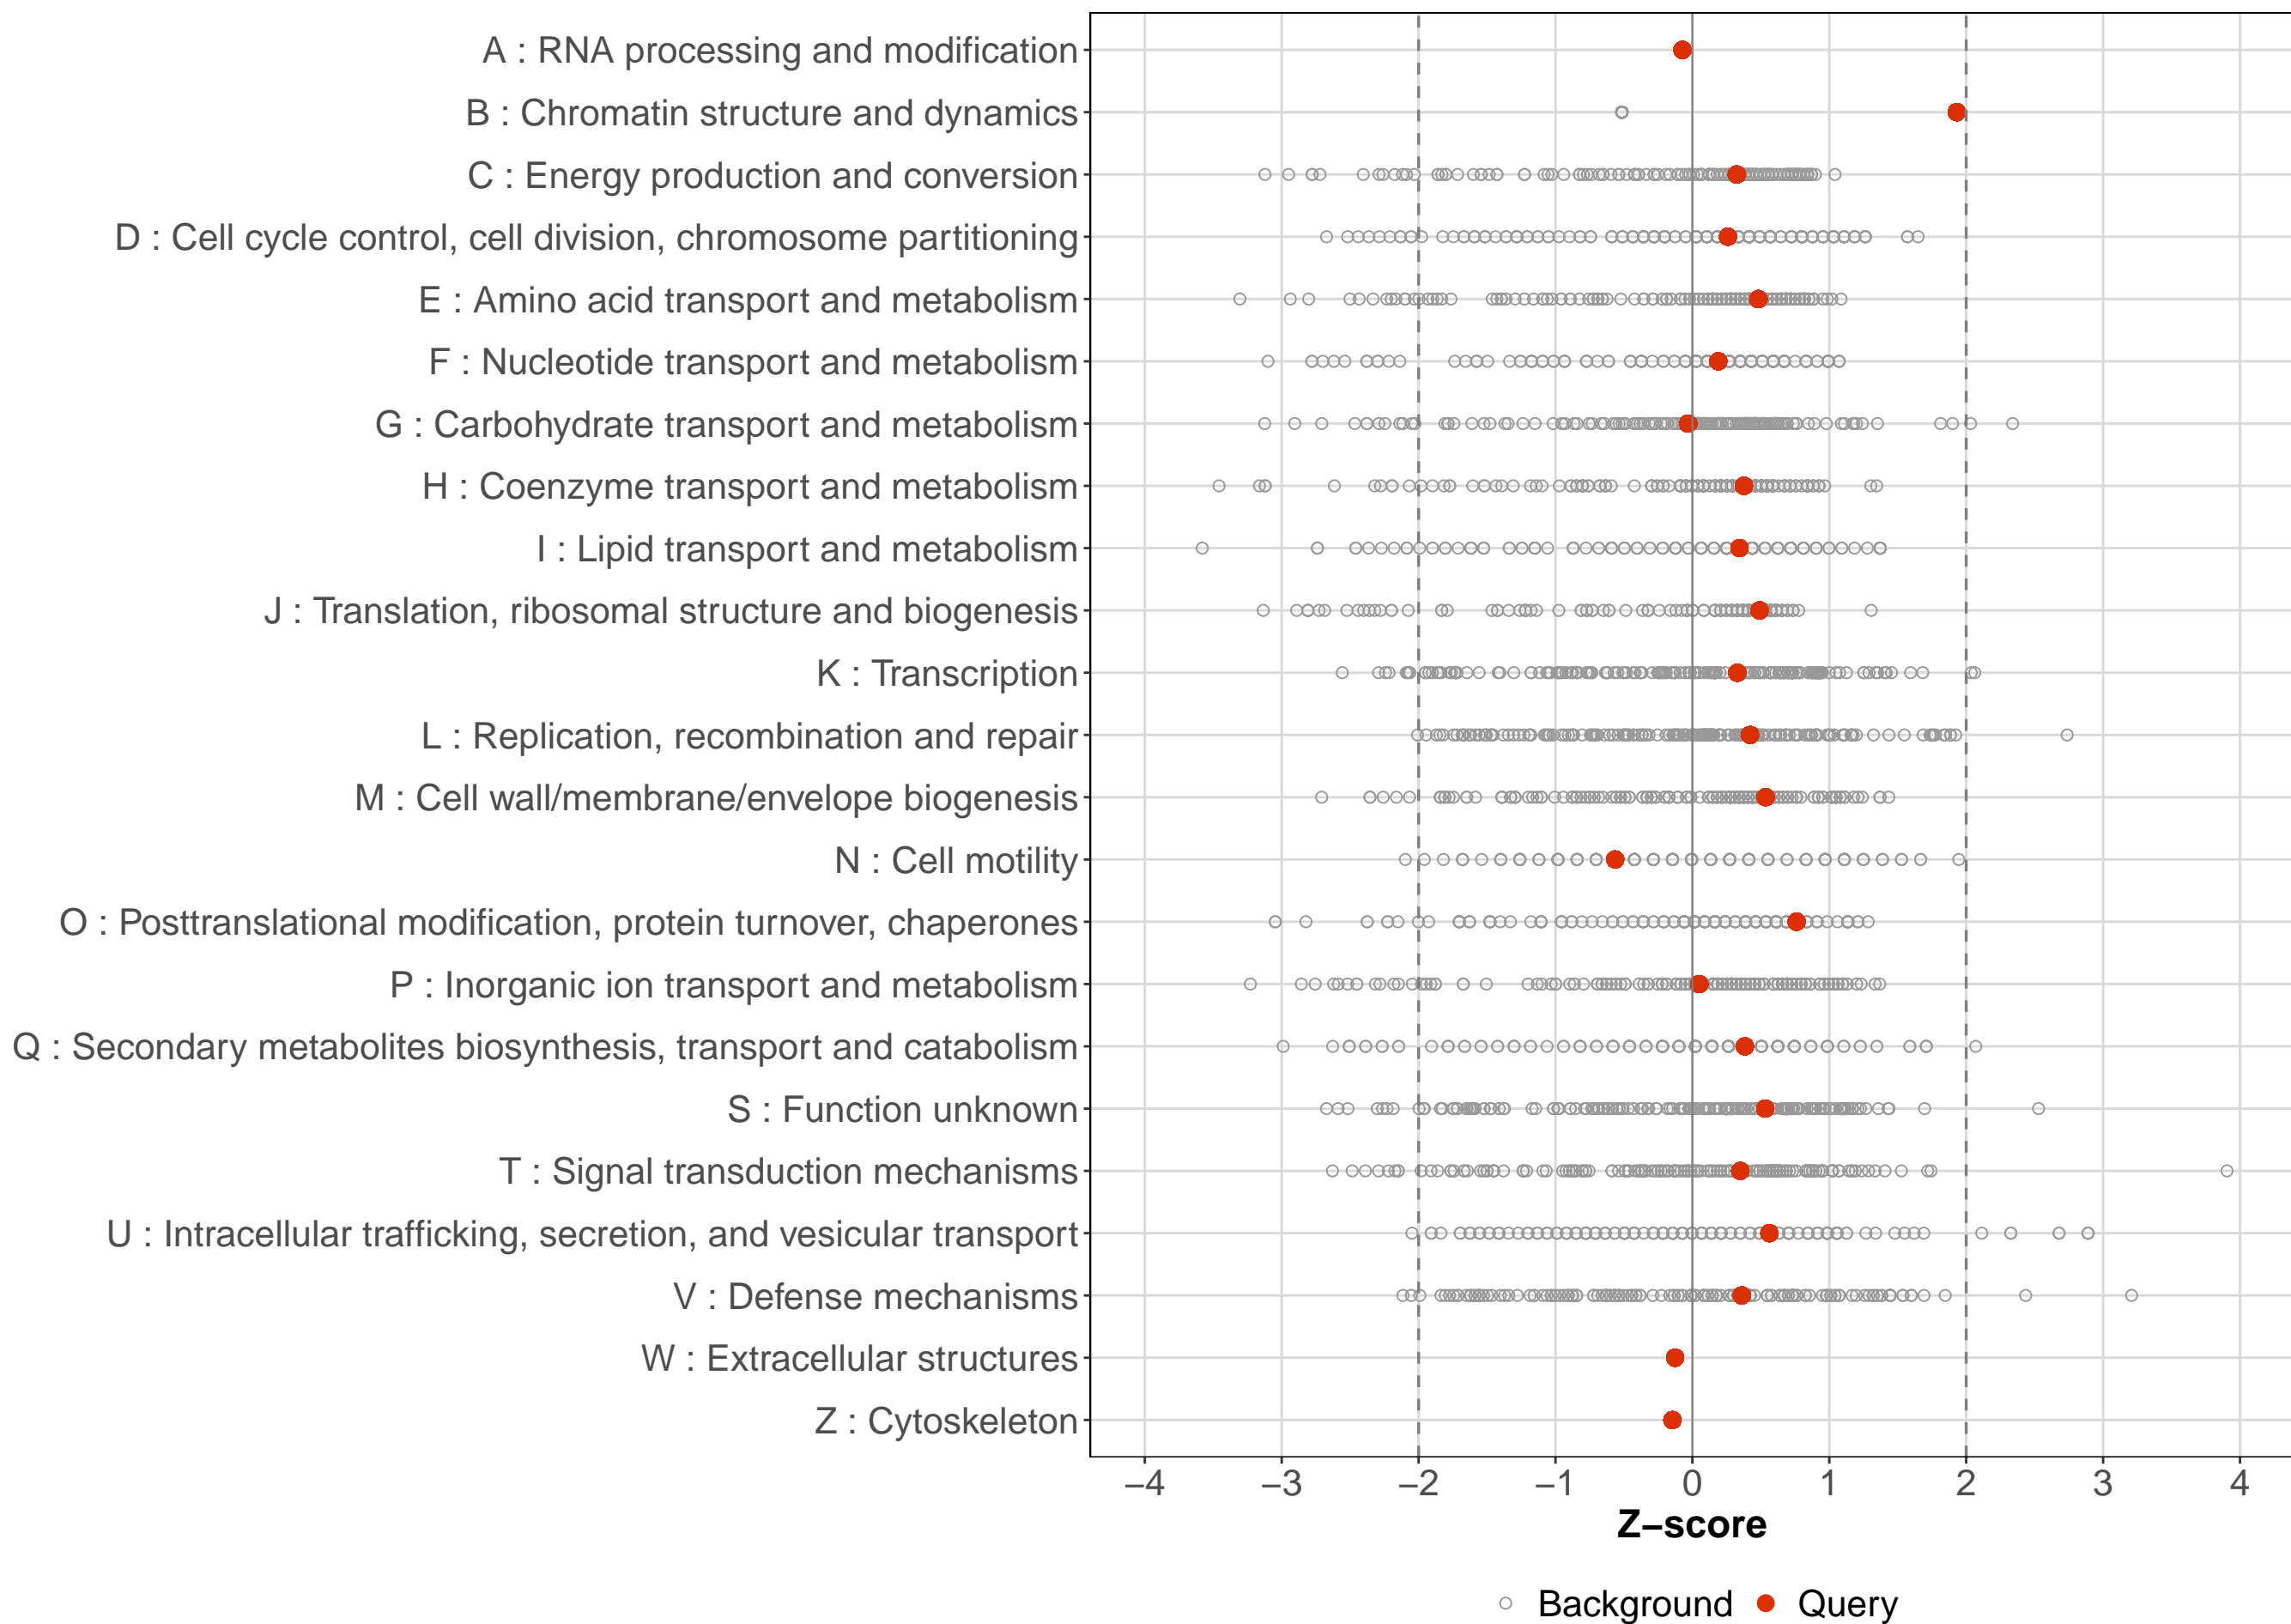 A : RNA processing and modification
B : Chromatin structure and dynamics
C : Energy production and conversion
D : Cell cycle control, cell division, chromosome partitioning
E : Amino acid transport and metabolism
F : Nucleotide transport and metabolism
G : Carbohydrate transport and metabolism
H : Coenzyme transport and metabolism
I : Lipid transport and metabolism
J : Translation, ribosomal structure and biogenesis
K : Transcription
L : Replication, recombination and repair
M : Cell wall/membrane/envelope biogenesis
N : Cell motility
O : Posttranslational modification, protein turnover, chaperones
P : Inorganic ion transport and metabolism
Q : Secondary metabolites biosynthesis, transport and catabolism
S : Function unknown
T : Signal transduction mechanisms
U : Intracellular trafficking, secretion, and vesicular transport
V : Defense mechanisms
W : Extracellular structures
Z : Cytoskeleton
−4 −3 −2 −1 0 1 2 3 4
Z−score
Background Query